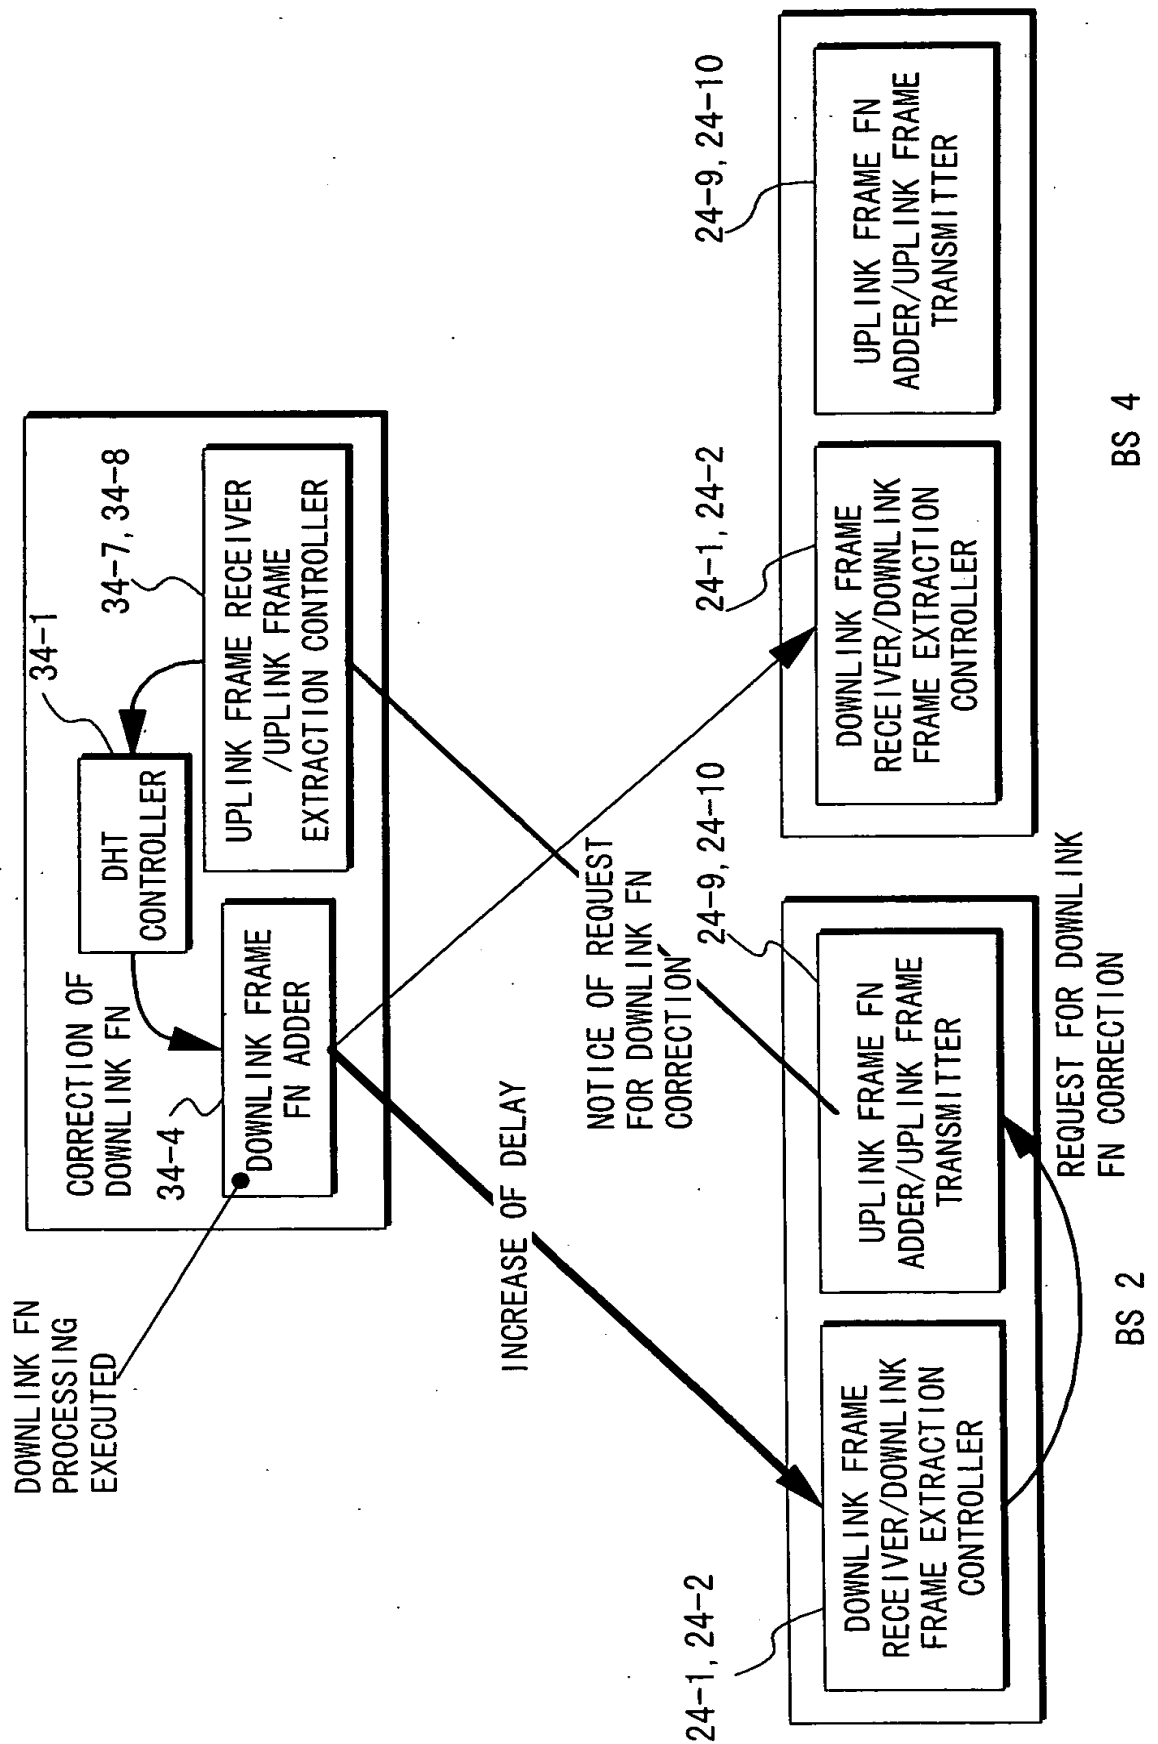 DOWNLINK FN
PROCESSING
EXECUTED
CORRECTION OF
DOWNLINK FN
34-4
DOWNLINK FRAME
FN ADDER
34-1
DHT
CONTROLLER
34-7, 34-8
UPLINK FRAME RECEIVER
/UPLINK FRAME
EXTRACTION CONTROLLER
INCREASE OF DELAY
NOTICE OF REQUEST
FOR DOWNLINK FN
CORRECTION
24-1, 24-2
DOWNLINK FRAME
RECEIVER/DOWNLINK
FRAME EXTRACTION
CONTROLLER
24-9, 24-10
UPLINK FRAME FN
ADDER/UPLINK FRAME
TRANSMITTER
REQUEST FOR DOWNLINK
FN CORRECTION
BS 2
24-1, 24-2
DOWNLINK FRAME
RECEIVER/DOWNLINK
FRAME EXTRACTION
CONTROLLER
24-9, 24-10
UPLINK FRAME FN
ADDER/UPLINK FRAME
TRANSMITTER
BS 4